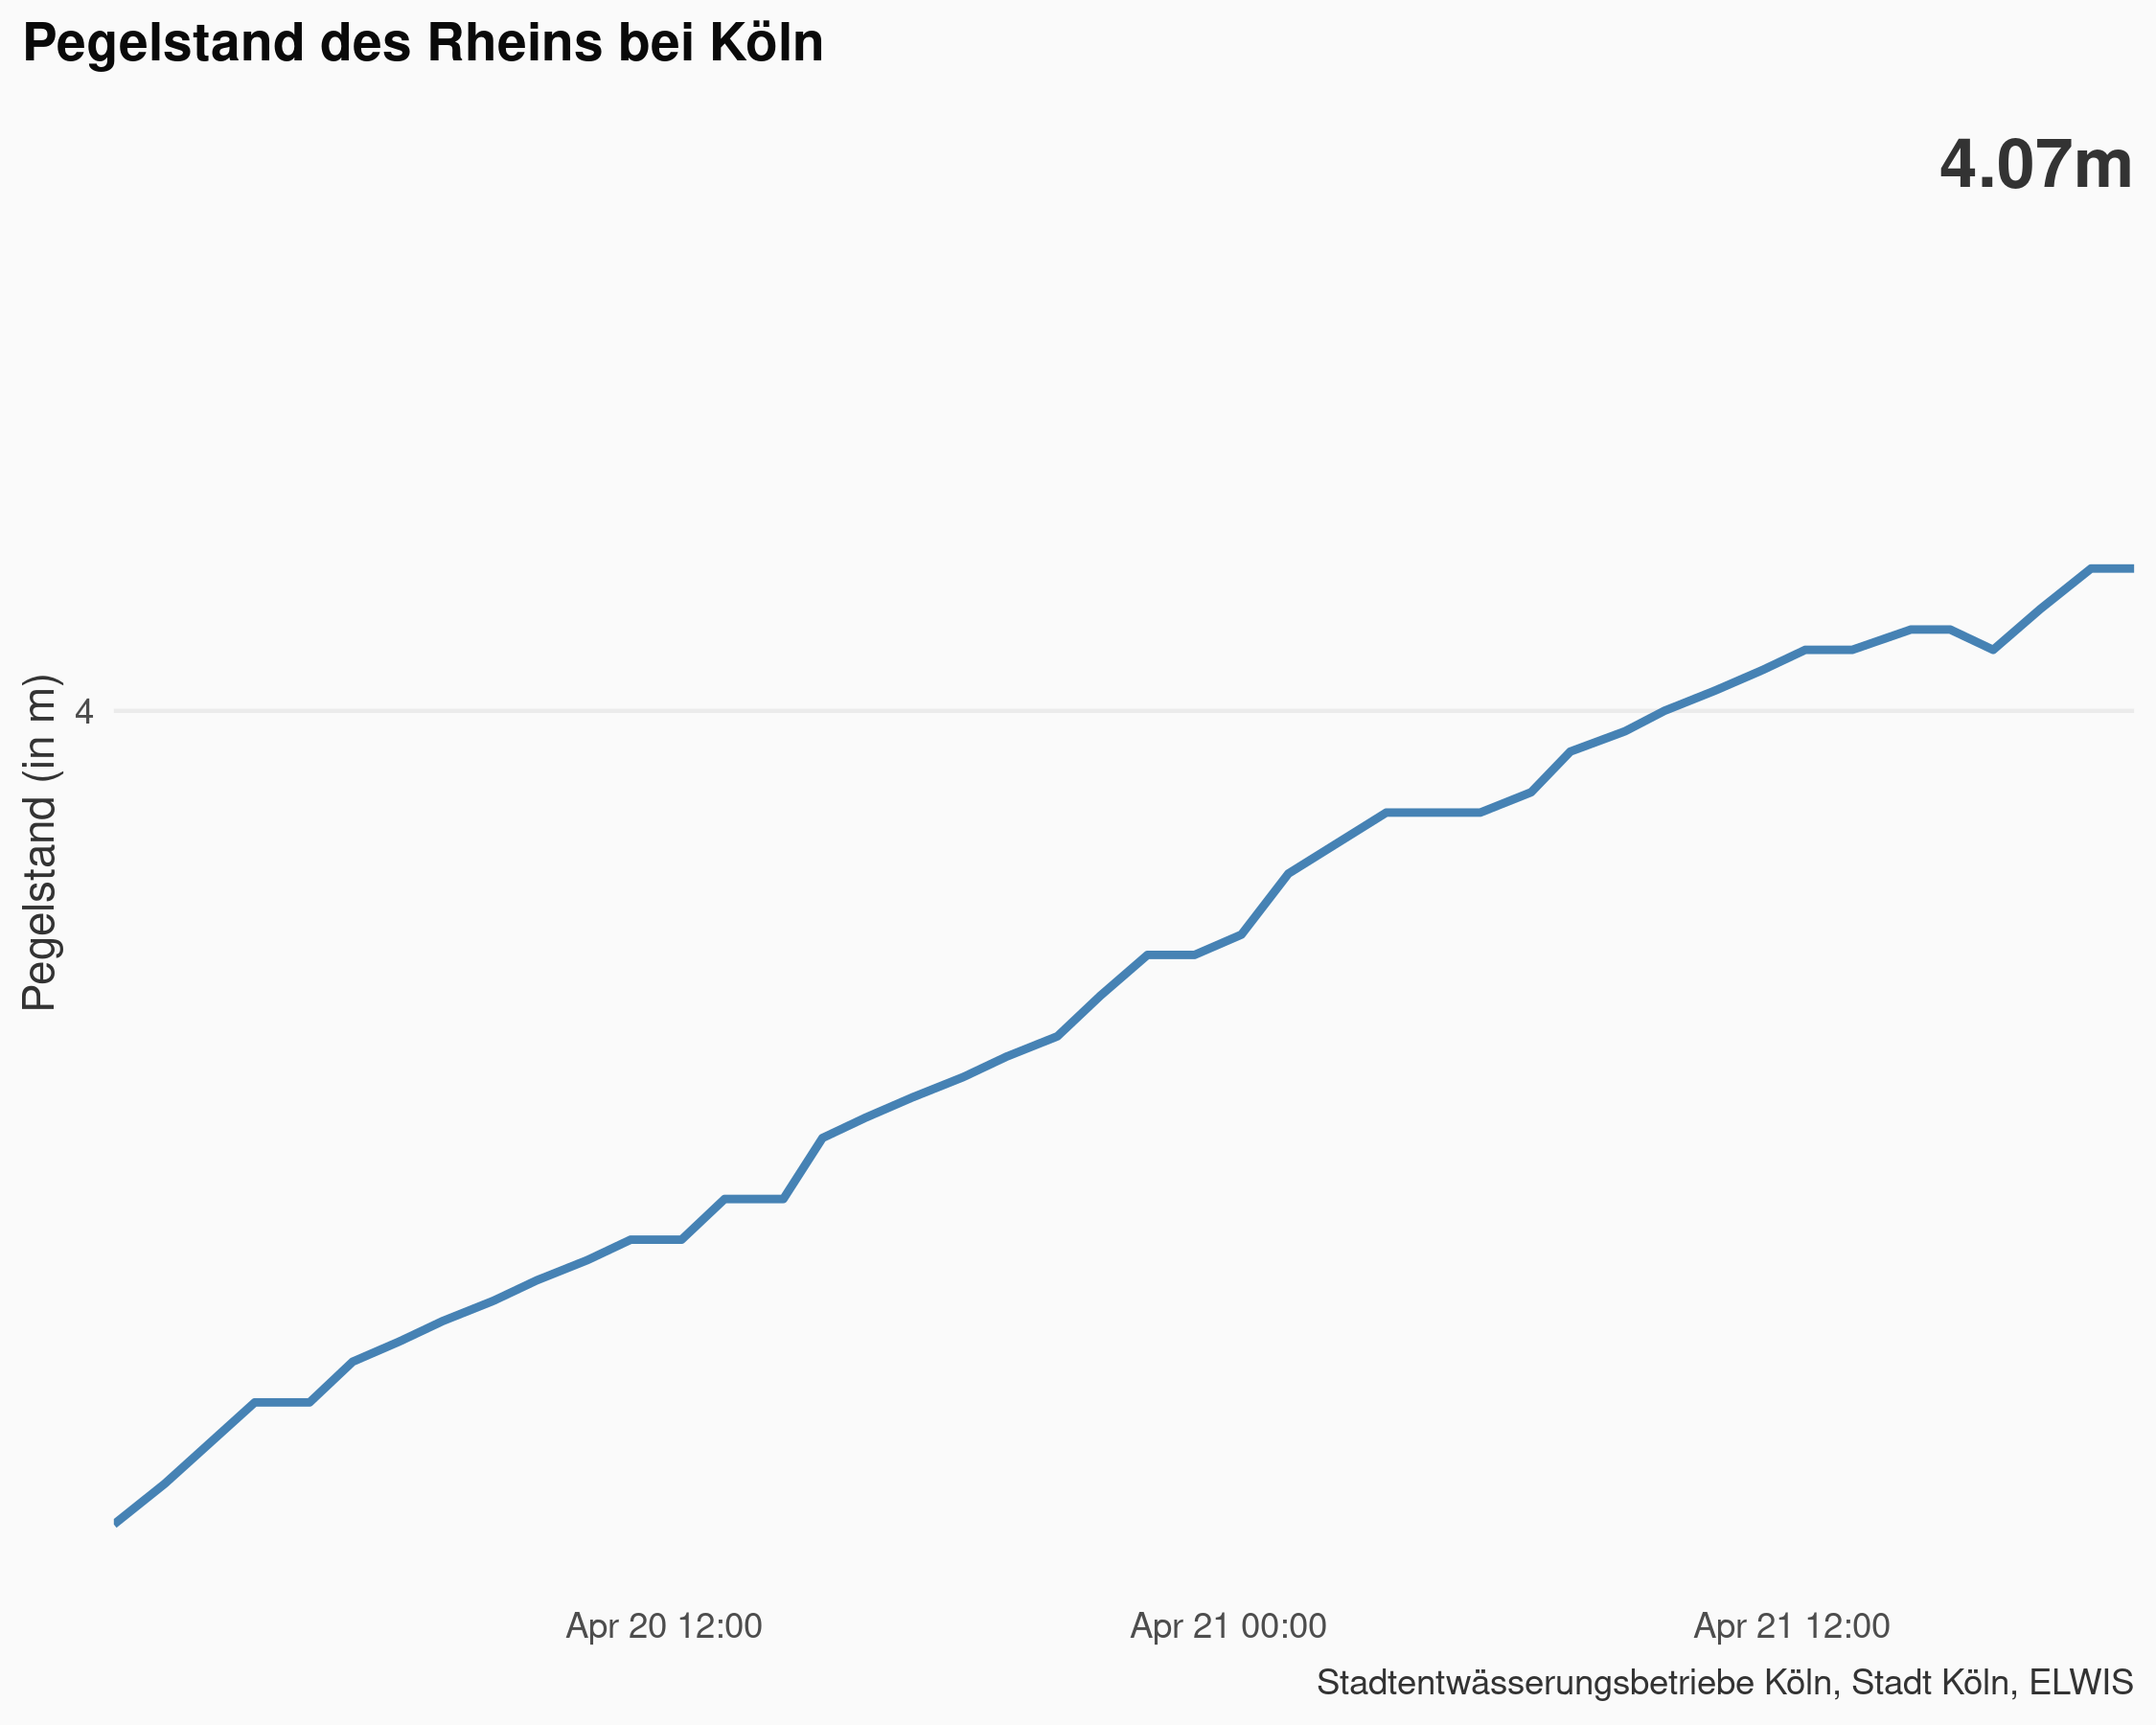 Pegelstand des Rheins bei Köln
4.07m
Pegelstand (in m)
4
Apr 20 12:00
Apr 21 00:00
Apr 21 12:00
Stadtentwässerungsbetriebe Köln, Stadt Köln, ELWIS